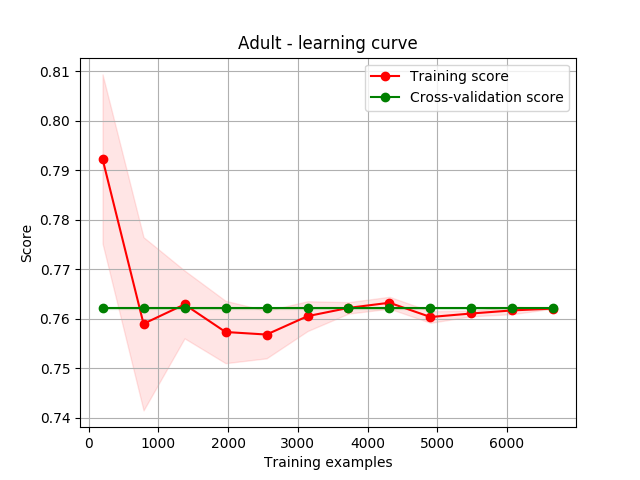 Adult - learning curve
Training score
Cross-validation score
0.81
0.80
0.79
0.78
0.77
0.76
0.75
0.74
Score
0 1000 2000 3000 4000 5000 6000
Training examples